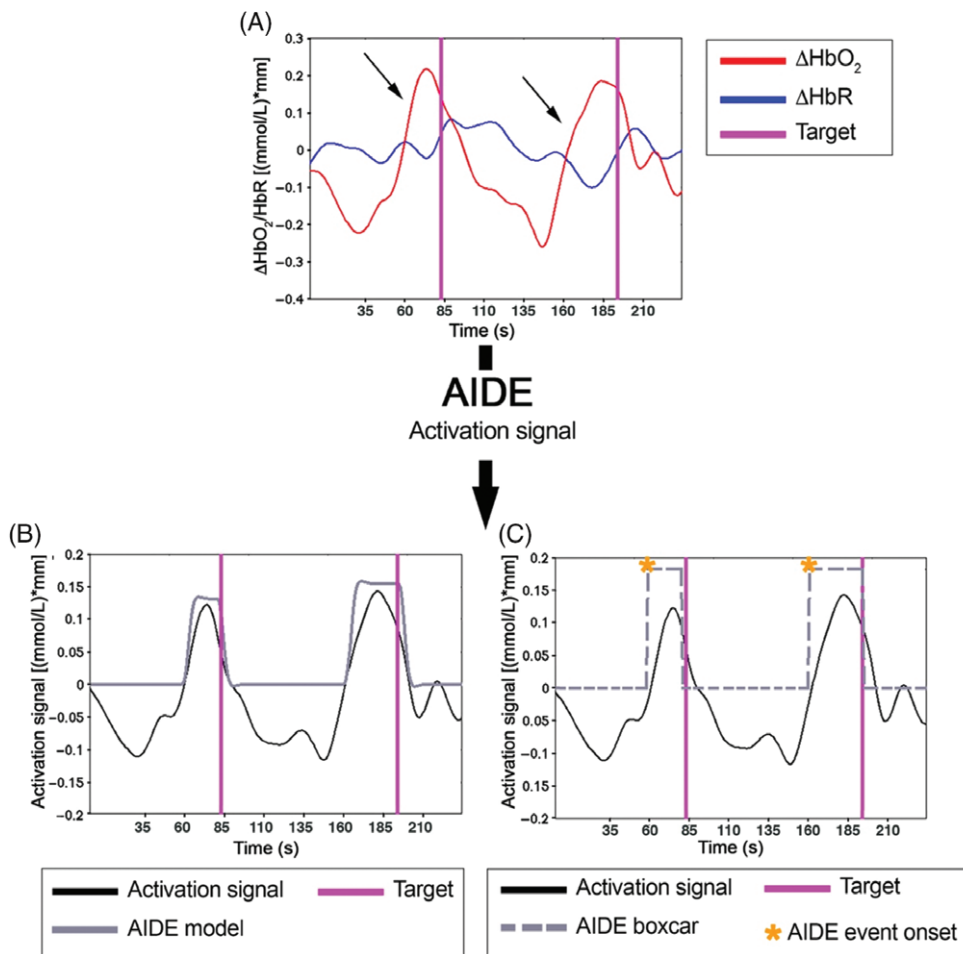 (A)
0.3
0.2
0.1
0
−0.1
−0.2
−0.3
−0.4
ΔHbO2/HbR [(mmol/L)*mm]
35 60 85 110 135 160 185 210
Time (s)
ΔHbO₂
ΔHbR
Target
AIDE
Activation signal
(B)
0.2
0.15
0.1
0.05
0
−0.05
−0.1
−0.15
−0.2
Activation signal [(mmol/L)*mm]
35 60 85 110 135 160 185 210
Time (s)
Activation signal
Target
AIDE model
(C)
0.2
0.15
0.1
0.05
0
0.05
−0.1
0.15
−0.2
Activation signal [(mmol/L)*mm]
35 60 85 110 135 160 185 210
Time (s)
Activation signal
Target
AIDE boxcar
* AIDE event onset